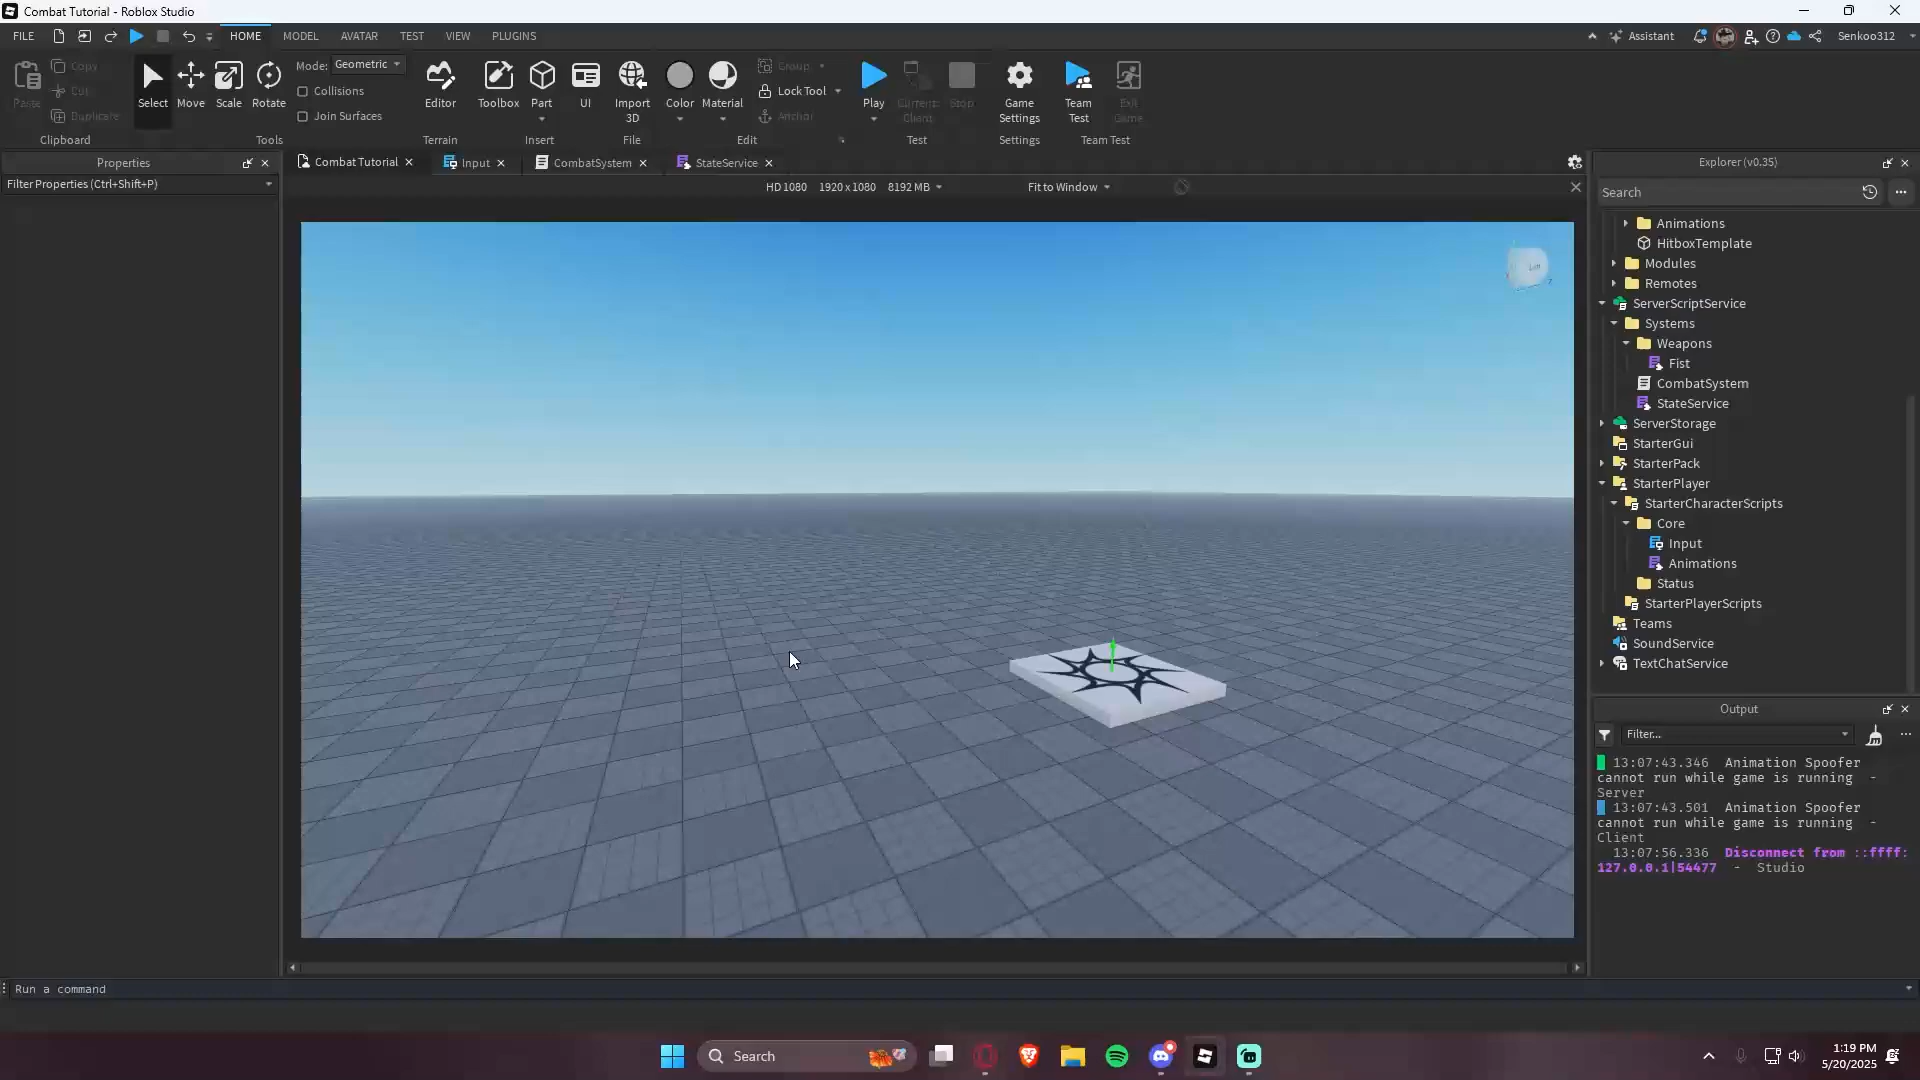 Combat Tutorial - Roblox Studio
FILE HOME MODEL AVATAR TEST VIEW PLUGINS Assistant Senkoo312
Paste
Copy
Cut
Duplicate
Clipboard
Select Move Scale Rotate
Mode: Geometric
Collisions
Join Surfaces
Tools
Editor
Terrain
Toolbox Part UI
Insert
Import
3D
File
Color Material
Group
Lock Tool
Anchor
Edit
Play
Current:
Client
Stop
Test
Game
Settings
Settings
Team
Test
Exit
Game
Team Test
Properties
Filter Properties (Ctrl+Shift+P)
Combat Tutorial Input CombatSystem StateService
HD 1080 1920 x 1080 8192 MB Fit to Window
Explorer (v0.35)
Search
Animations
HitboxTemplate
Modules
Remotes
ServerScriptService
Systems
Weapons
Fist
CombatSystem
StateService
ServerStorage
StarterGui
StarterPack
StarterPlayer
StarterCharacterScripts
Core
Input
Animations
Status
StarterPlayerScripts
Teams
SoundService
TextChatService
Output
Filter...
13:07:43.346 Animation Spoofer
cannot run while game is running -
Server
13:07:43.501 Animation Spoofer
cannot run while game is running -
Client
13:07:56.336 Disconnect from ::ffff:
127.0.0.1|54477 - Studio
Run a command
Search
1:19 PM
5/20/2025